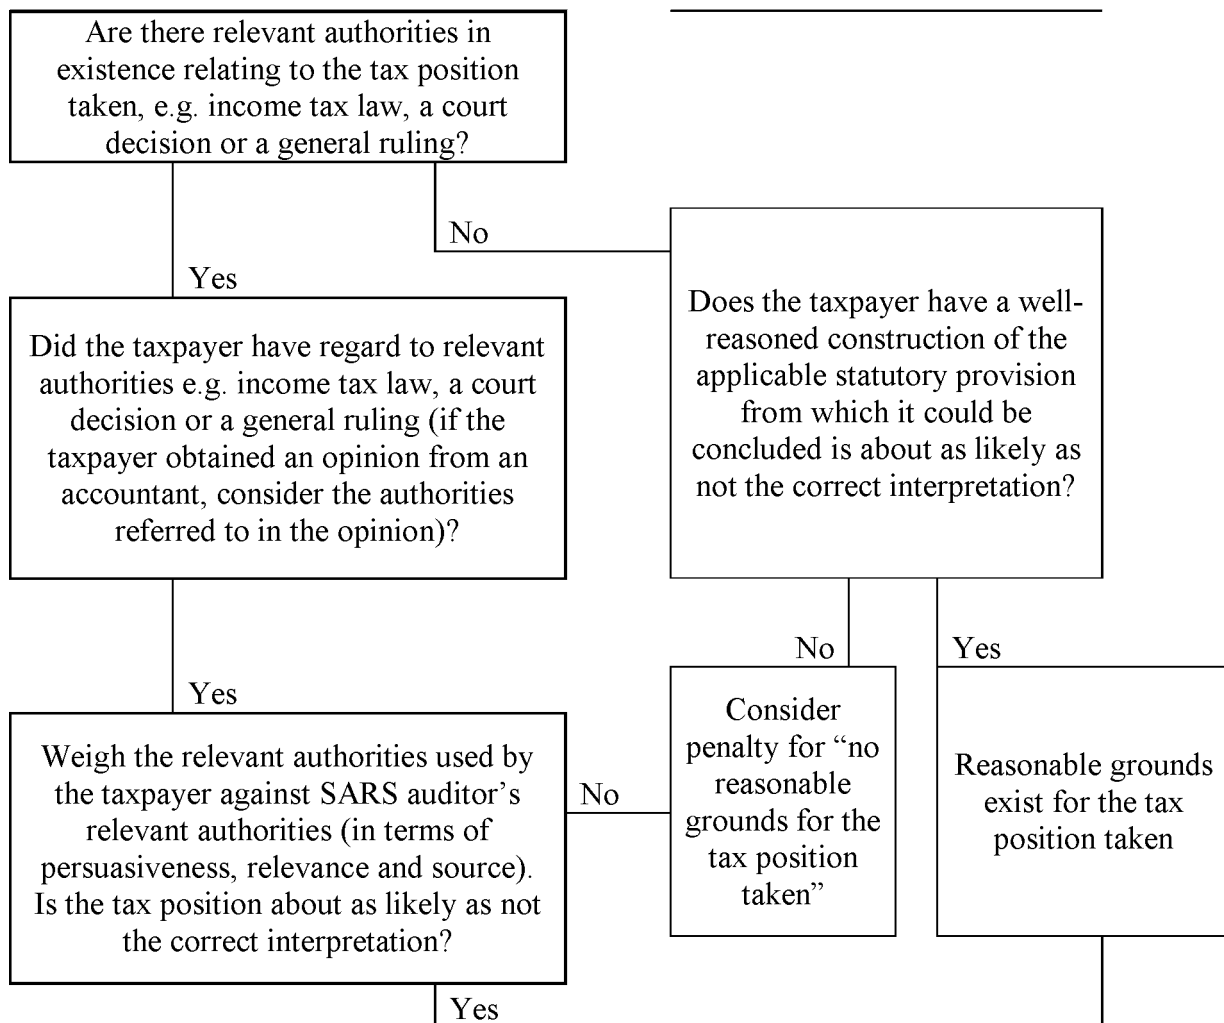 Are there relevant authorities in
existence relating to the tax position
taken, e.g. income tax law, a court
decision or a general ruling?
No
Yes
Does the taxpayer have a well-
reasoned construction of the
applicable statutory provision
from which it could be
concluded is about as likely as
not the correct interpretation?
Did the taxpayer have regard to relevant
authorities e.g. income tax law, a court
decision or a general ruling (if the
taxpayer obtained an opinion from an
accountant, consider the authorities
referred to in the opinion)?
No
Yes
Yes
Weigh the relevant authorities used by
the taxpayer against SARS auditor’s
relevant authorities (in terms of
persuasiveness, relevance and source).
Is the tax position about as likely as not
the correct interpretation?
No
Consider
penalty for “no
reasonable
grounds for the
tax position
taken”
Reasonable grounds
exist for the tax
position taken
Yes